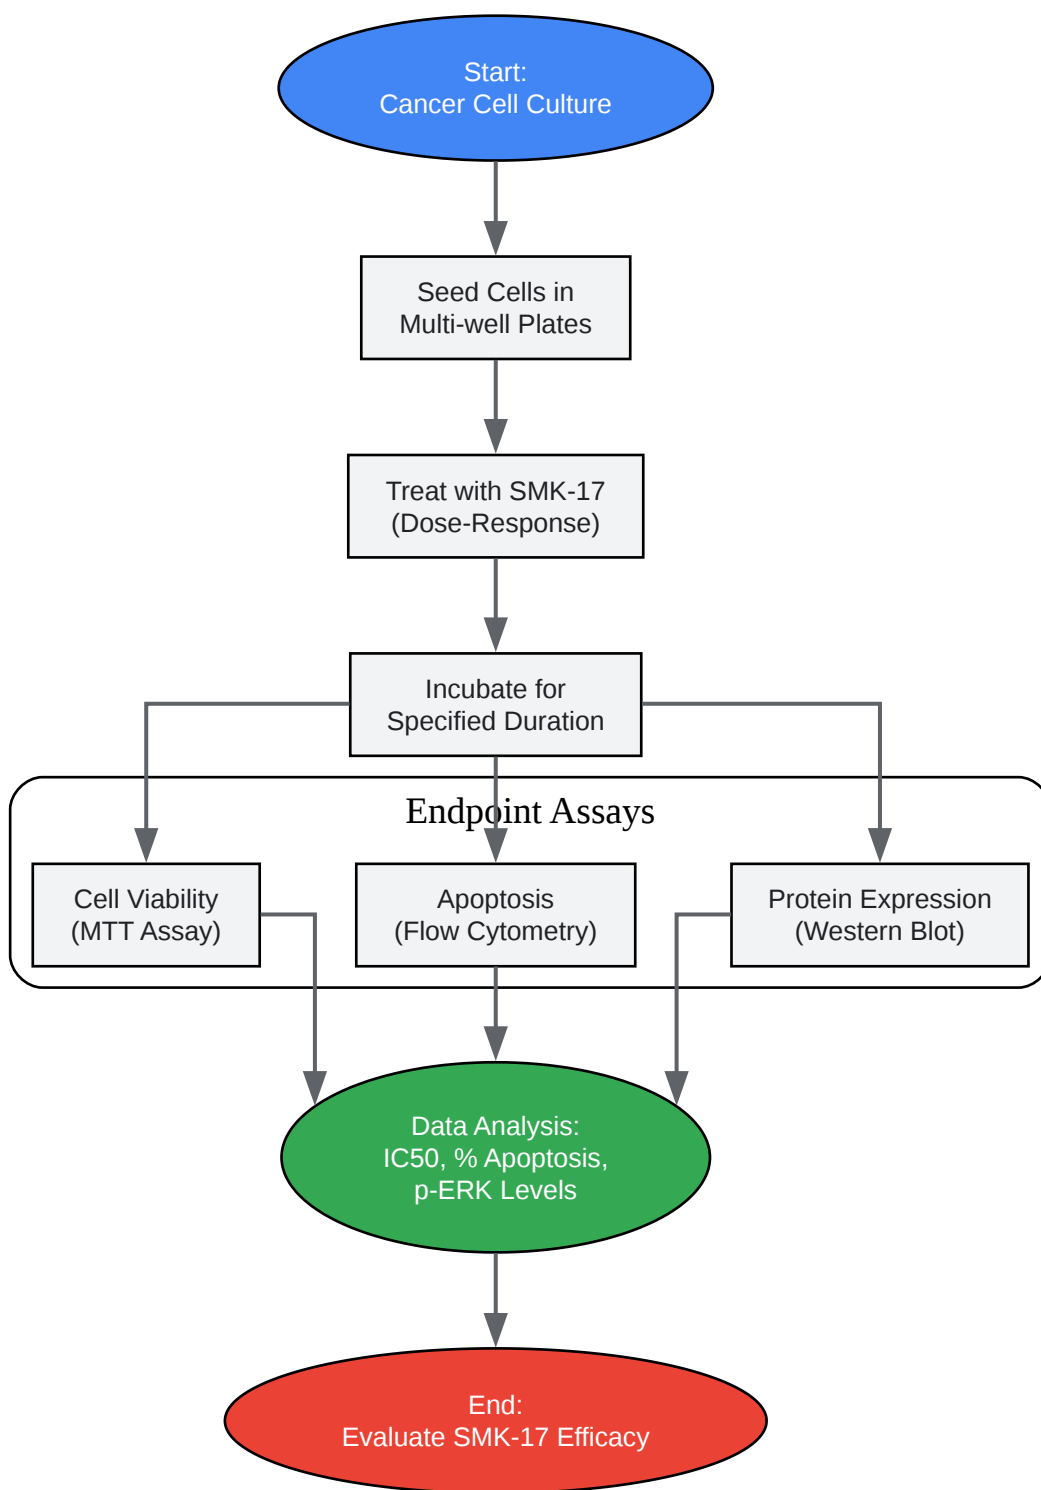 Start:
Cancer Cell Culture
Seed Cells in
Multi-well Plates
Treat with SMK-17
(Dose-Response)
Incubate for
Specified Duration
Endpoint Assays
Cell Viability
(MTT Assay)
Apoptosis
(Flow Cytometry)
Protein Expression
(Western Blot)
Data Analysis:
IC50, % Apoptosis,
p-ERK Levels
End:
Evaluate SMK-17 Efficacy